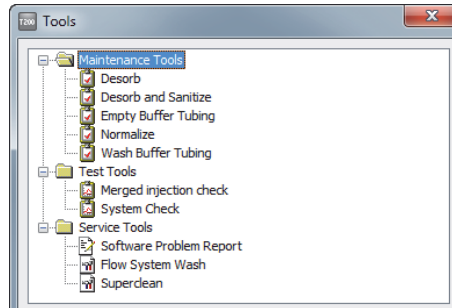 T200 Tools
Maintenance Tools
Desorb
Desorb and Sanitize
Empty Buffer Tubing
Normalize
Wash Buffer Tubing
Test Tools
Merged injection check
System Check
Service Tools
Software Problem Report
Flow System Wash
Superclean